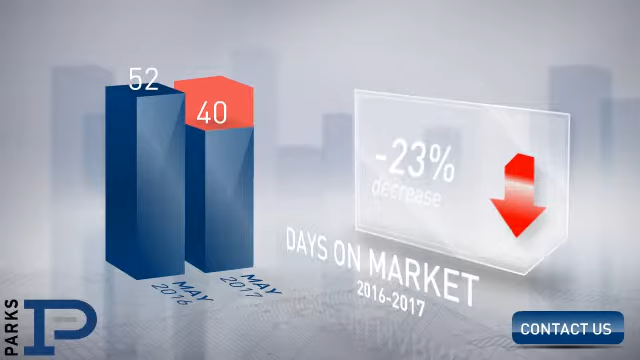 52
40
-23%
decrease
DAYS ON MARKET
2016-2017
MAY
2016
MAY
2017
PARKS
P
CONTACT US